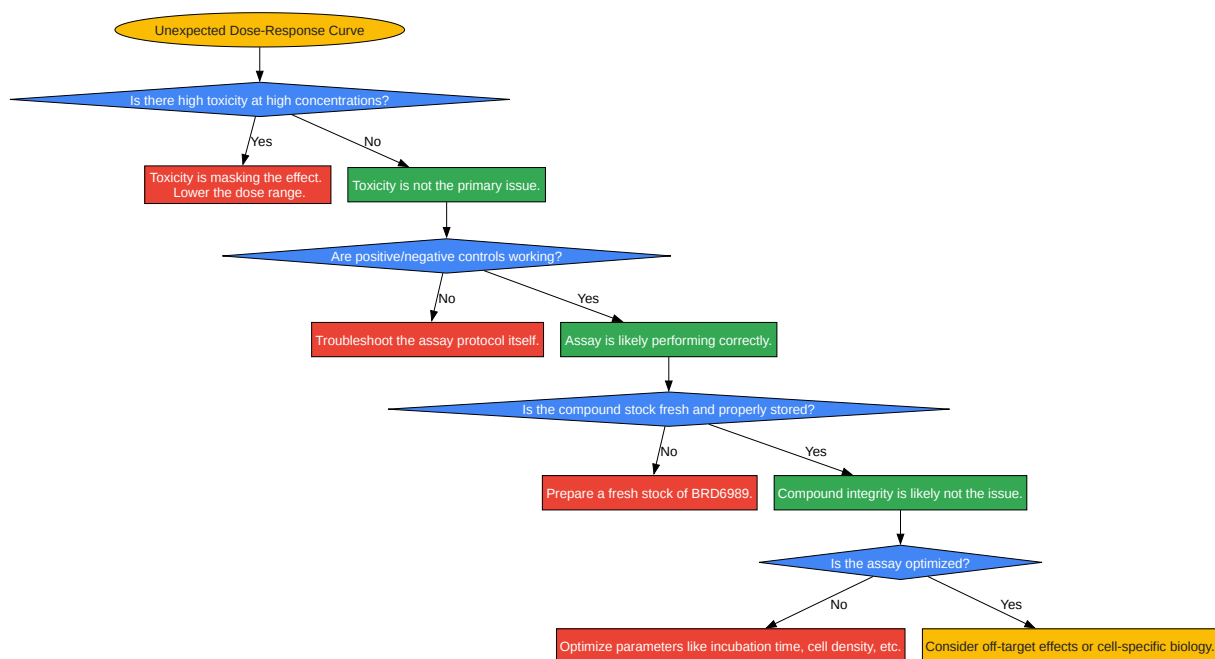 Unexpected Dose-Response Curve
Is there high toxicity at high concentrations?
Yes
No
Toxicity is masking the effect.
Lower the dose range.
Toxicity is not the primary issue.
Are positive/negative controls working?
No
Yes
Troubleshoot the assay protocol itself.
Assay is likely performing correctly.
Is the compound stock fresh and properly stored?
No
Yes
Prepare a fresh stock of BRD6989.
Compound integrity is likely not the issue.
Is the assay optimized?
No
Yes
Optimize parameters like incubation time, cell density, etc.
Consider off-target effects or cell-specific biology.